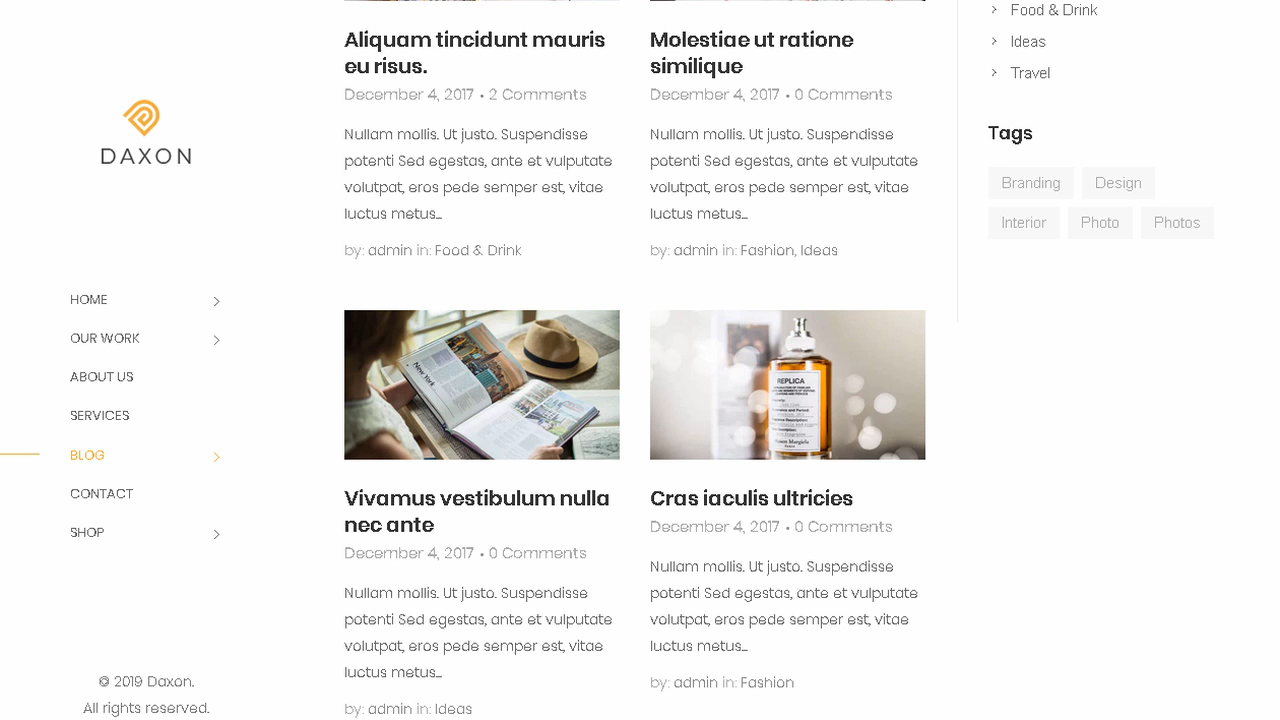 DAXON
HOME
OUR WORK
ABOUT US
SERVICES
BLOG
CONTACT
SHOP
© 2019 Daxon.
All rights reserved.
Aliquam tincidunt mauris
eu risus.
December 4, 2017 • 2 Comments
Nullam mollis. Ut justo. Suspendisse
potenti Sed egestas, ante et vulputate
volutpat, eros pede semper est, vitae
luctus metus...
by: admin in: Food & Drink
Molestiae ut ratione
similique
December 4, 2017 • 0 Comments
Nullam mollis. Ut justo. Suspendisse
potenti Sed egestas, ante et vulputate
volutpat, eros pede semper est, vitae
luctus metus...
by: admin in: Fashion, Ideas
New York
Vivamus vestibulum nulla
nec ante
December 4, 2017 • 0 Comments
Nullam mollis. Ut justo. Suspendisse
potenti Sed egestas, ante et vulputate
volutpat, eros pede semper est, vitae
luctus metus...
by: admin in: Ideas
REPLICA
Cras iaculis ultricies
December 4, 2017 • 0 Comments
Nullam mollis. Ut justo. Suspendisse
potenti Sed egestas, ante et vulputate
volutpat, eros pede semper est, vitae
luctus metus...
by: admin in: Fashion
Food & Drink
Ideas
Travel
Tags
Branding Design
Interior Photo Photos